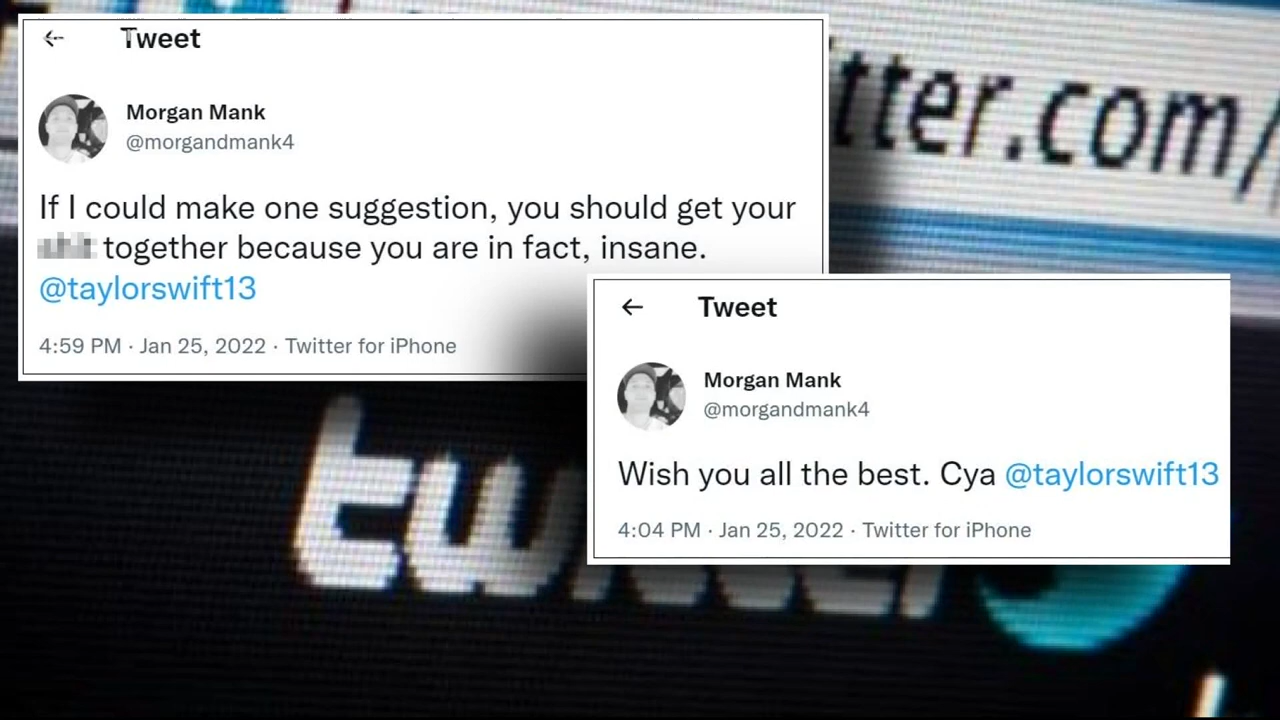 Tweet
Morgan Mank
@morgandmank4
If I could make one suggestion, you should get your
together because you are in fact, insane.
@taylorswift13
4:59 PM · Jan 25, 2022 · Twitter for iPhone
tter.com/
Tweet
Morgan Mank
@morgandmank4
Wish you all the best. Cya @taylorswift13
4:04 PM · Jan 25, 2022 · Twitter for iPhone
twitter